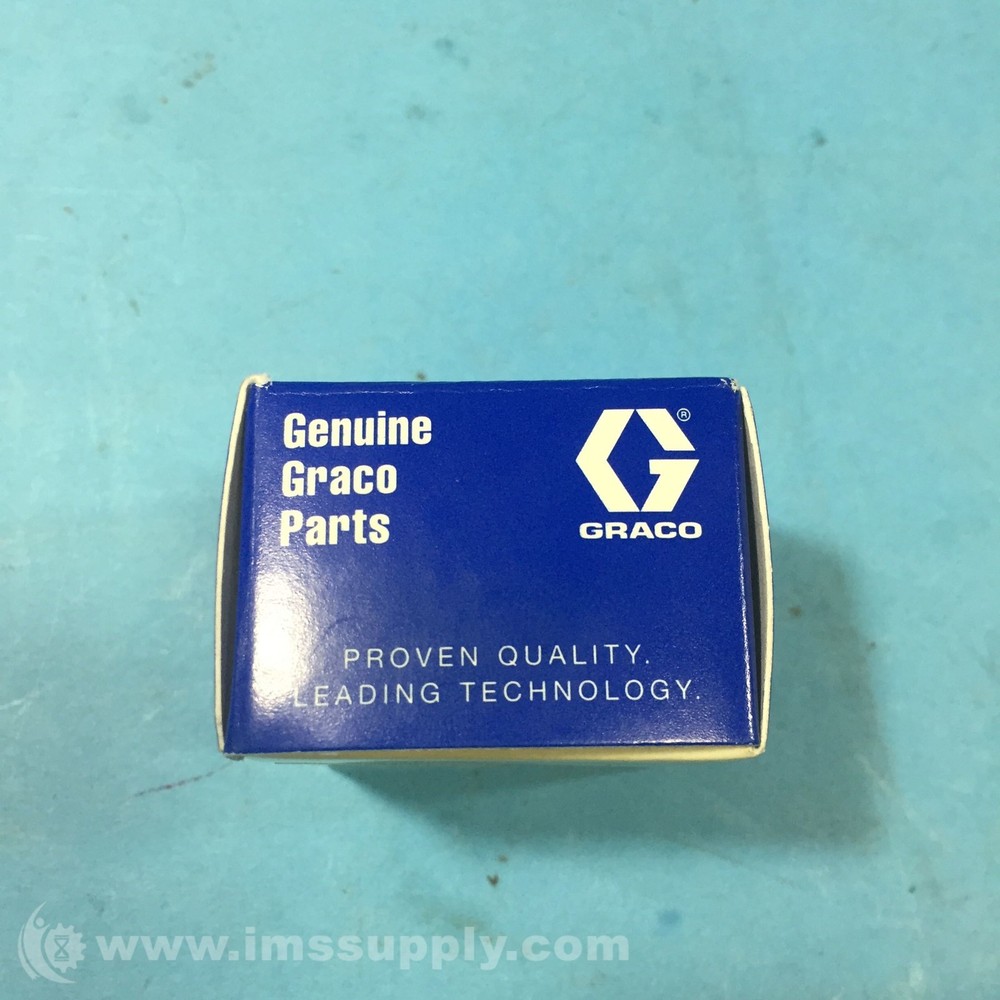 Genuine
Graco
Parts
®
GRACO
PROVEN QUALITY.
LEADING TECHNOLOGY.
www.imssupply.com